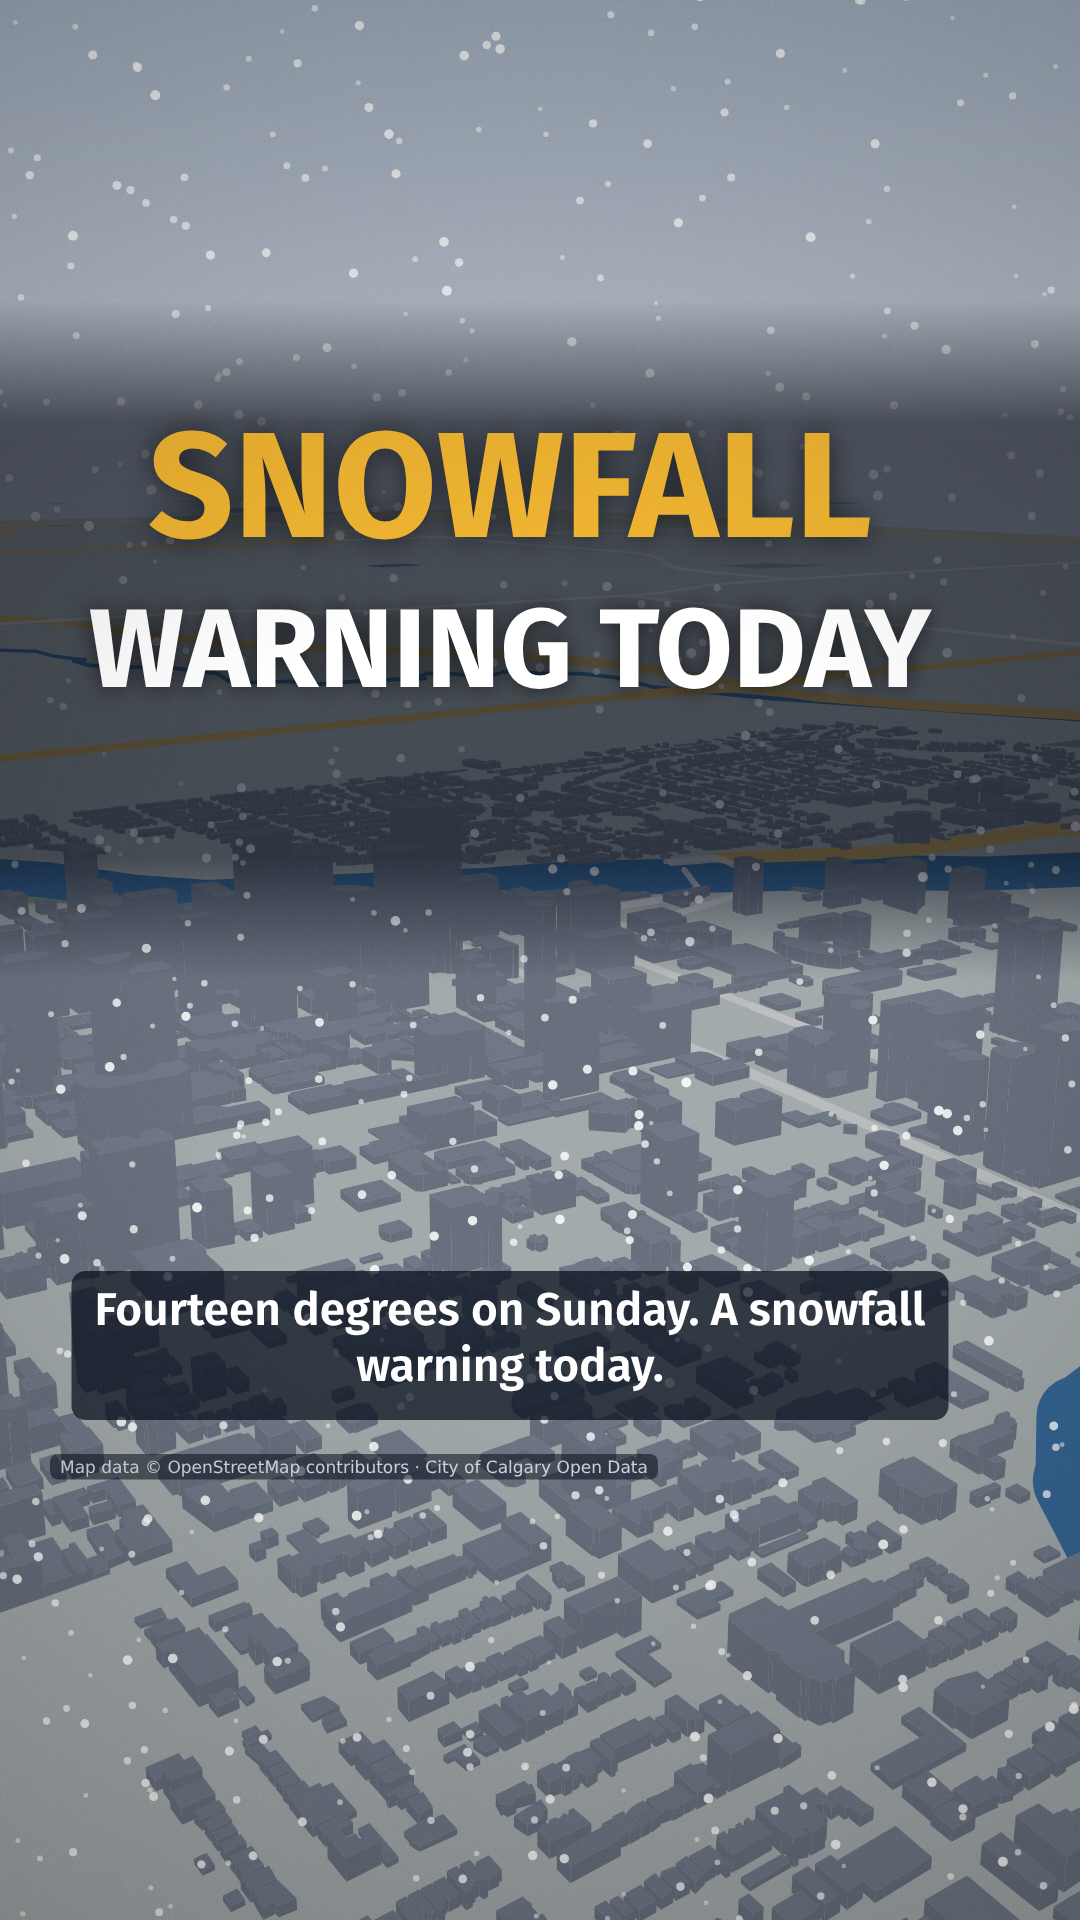 SNOWFALL
WARNING TODAY
Fourteen degrees on Sunday. A snowfall
warning today.
Map data © OpenStreetMap contributors · City of Calgary Open Data